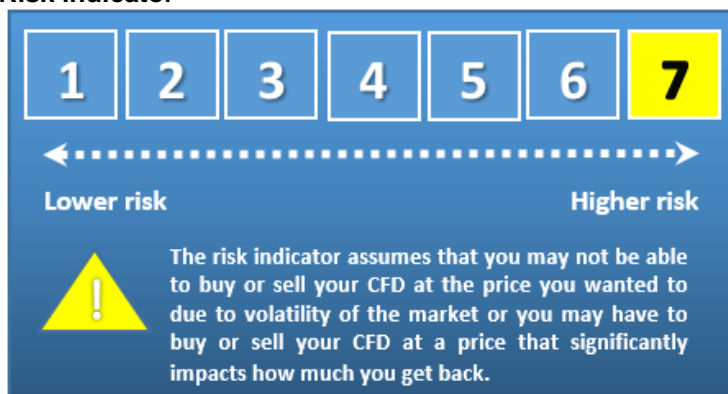 Risk Indicator
1 2 3 4 5 6 7
Lower risk Higher risk
!
The risk indicator assumes that you may not be able
to buy or sell your CFD at the price you wanted to
due to volatility of the market or you may have to
buy or sell your CFD at a price that significantly
impacts how much you get back.